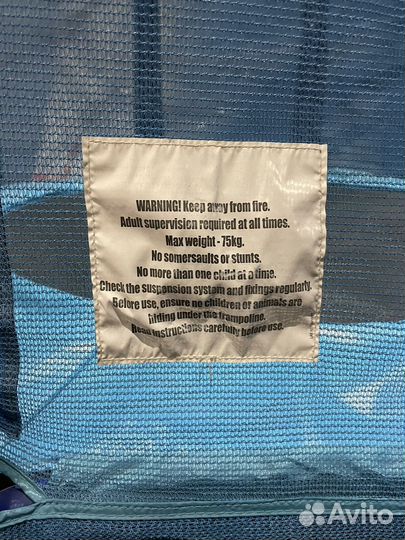 WARNING! Keep away from fire.
Adult supervision required at all times.
Max weight - 75kg.
No somersaults or stunts.
No more than one child at a time.
Check the suspension system and fixings regularly.
Before use, ensure no children or animals are
hiding under the trampoline.
Read instructions carefully before use.
Avito